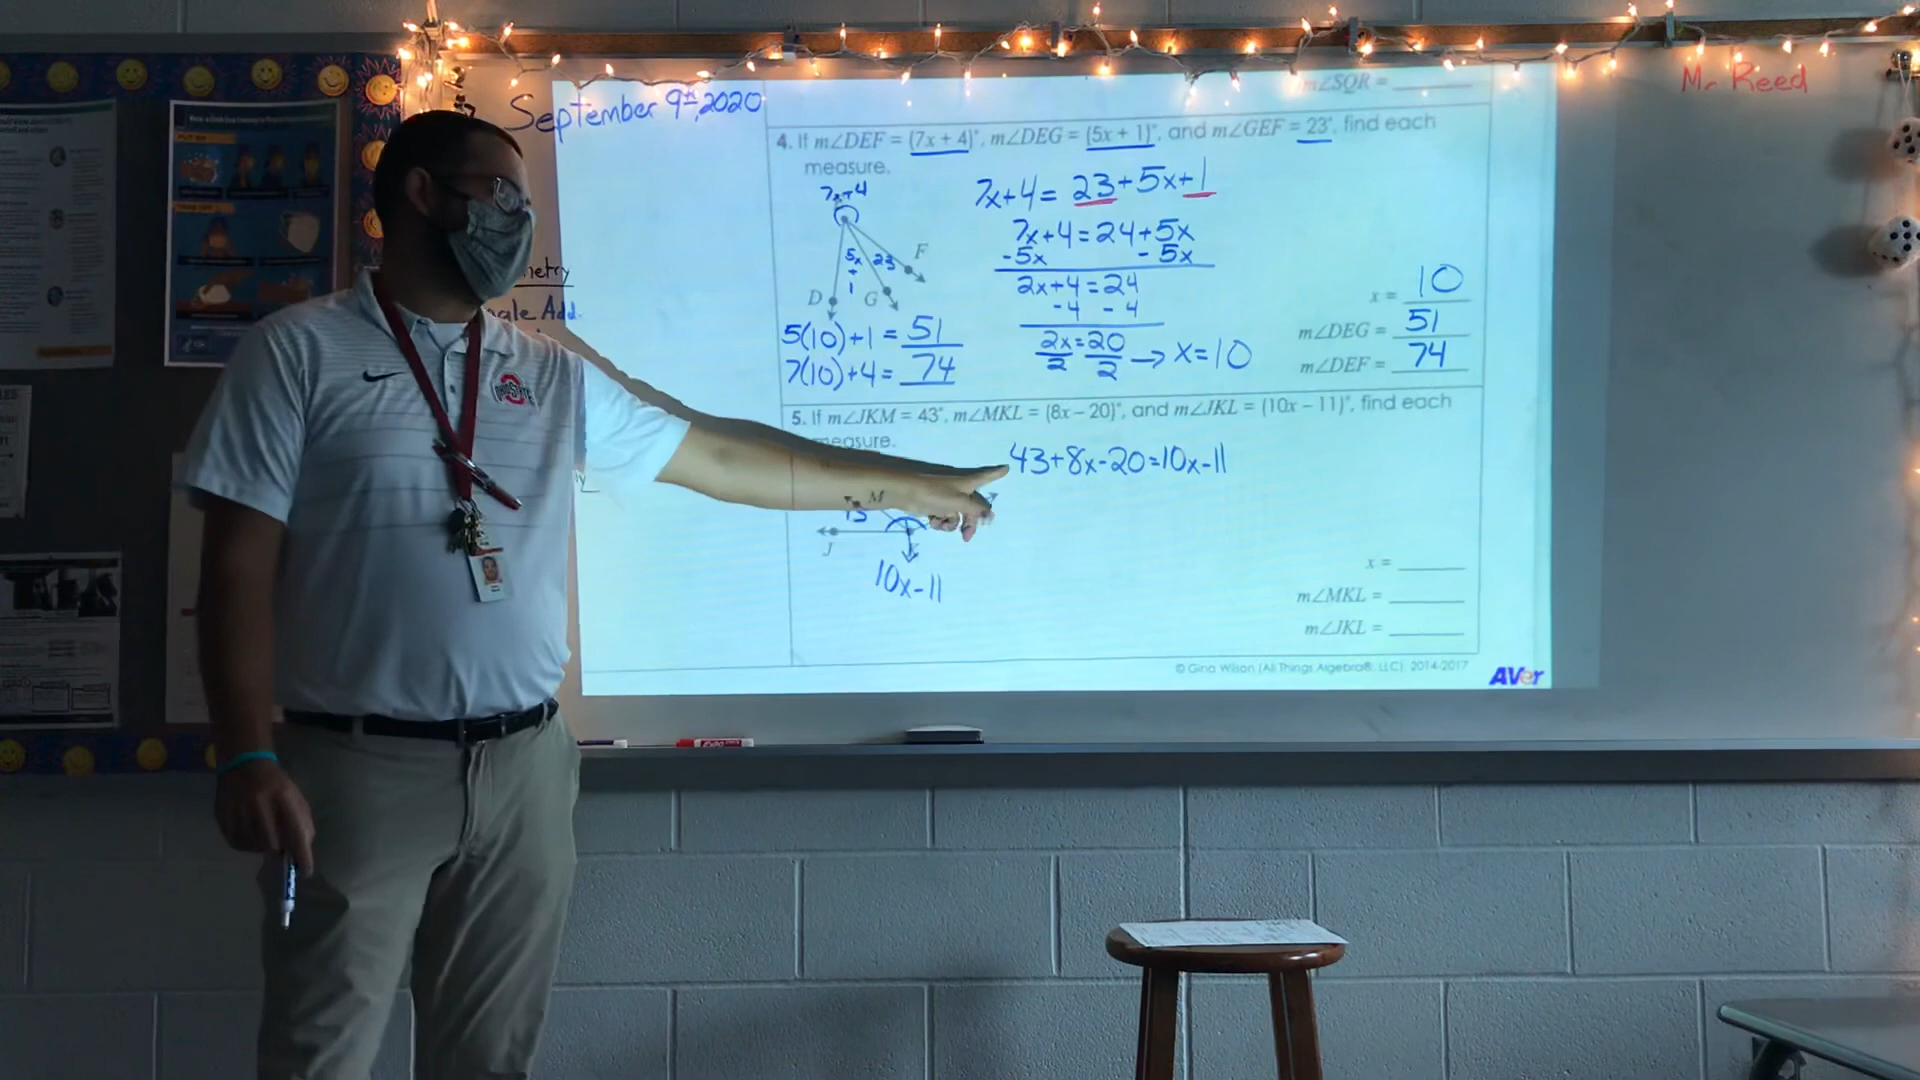 September 9th, 2020
Mr Reed
m∠SQR =
4. If m∠DEF = (7x + 4)°, m∠DEG = (5x + 1)°, and m∠GEF = 23°, find each
measure.
7x+4
5x
+
1
23
F
D
G
7x+4 = 23+5x+1
7x+4=24+5x
-5x -5x
2x+4=24
-4 -4
2x=20
2 2
→ x=10
5(10)+1 = 51
7(10)+4 = 74
x = 10
m∠DEG = 51
m∠DEF = 74
5. If m∠JKM = 43°, m∠MKL = (8x – 20)°, and m∠JKL = (10x – 11)°, find each
measure.
43+8x-20=10x-11
M
J
K
10x-11
x =
m∠MKL =
m∠JKL =
© Gina Wilson (All Things Algebra®, LLC), 2014-2017
AVer
OHIO STATE